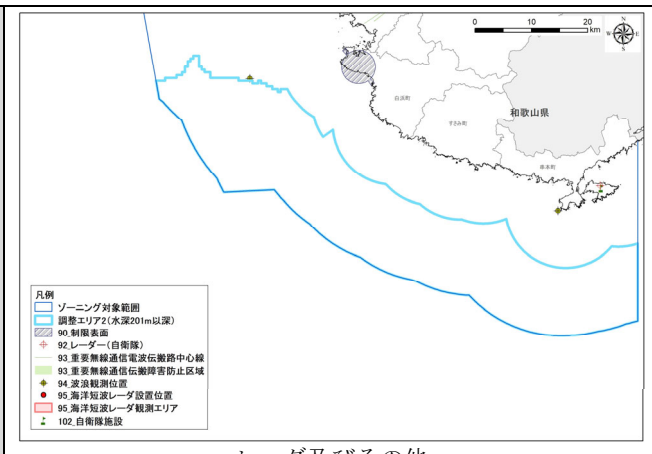 0 10 20
km
N
W E
S
白浜町
すさみ町
和歌山県
串本町
凡例
ゾーニング対象範囲
調整エリア2(水深201m以深)
90_制限表面
92_レーダー(自衛隊)
93_重要無線通信電波伝搬路中心線
93_重要無線通信伝搬障害防止区域
94_波浪観測位置
95_海洋短波レーダ設置位置
95_海洋短波レーダ観測エリア
102_自衛隊施設